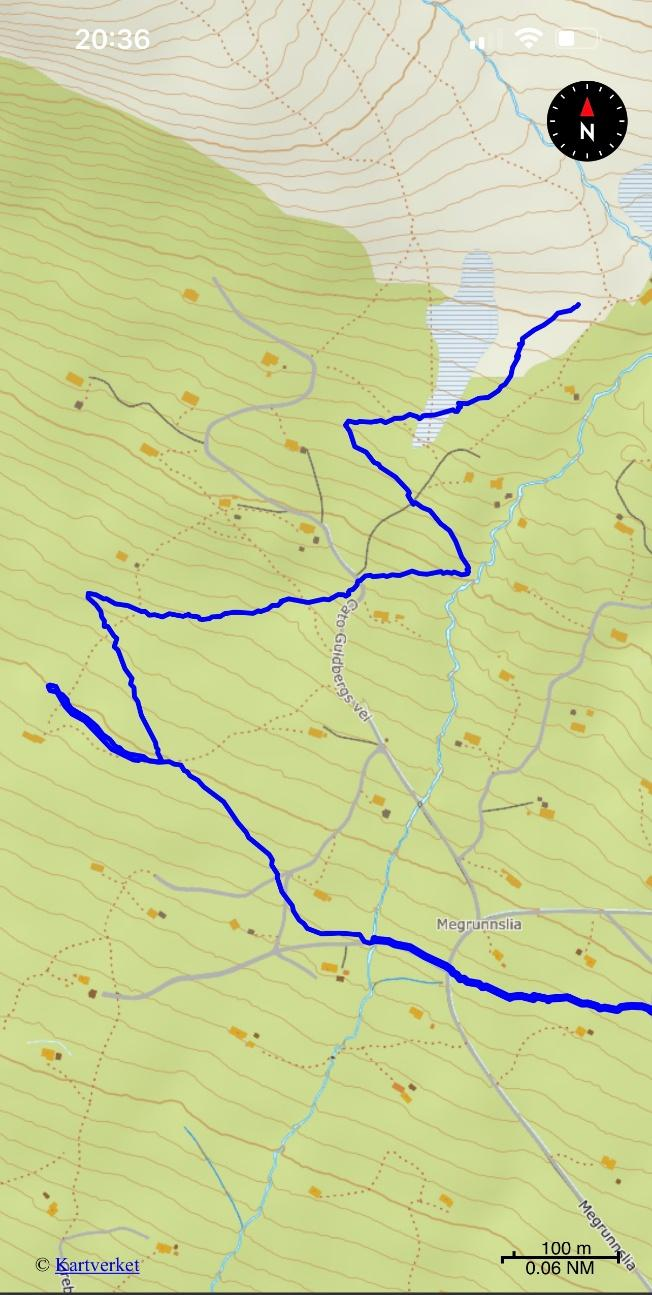 20:36
N
Cato Guldbergs vei
Megrunnslia
Megrunnslia
100 m
0.06 NM
© Kartverket